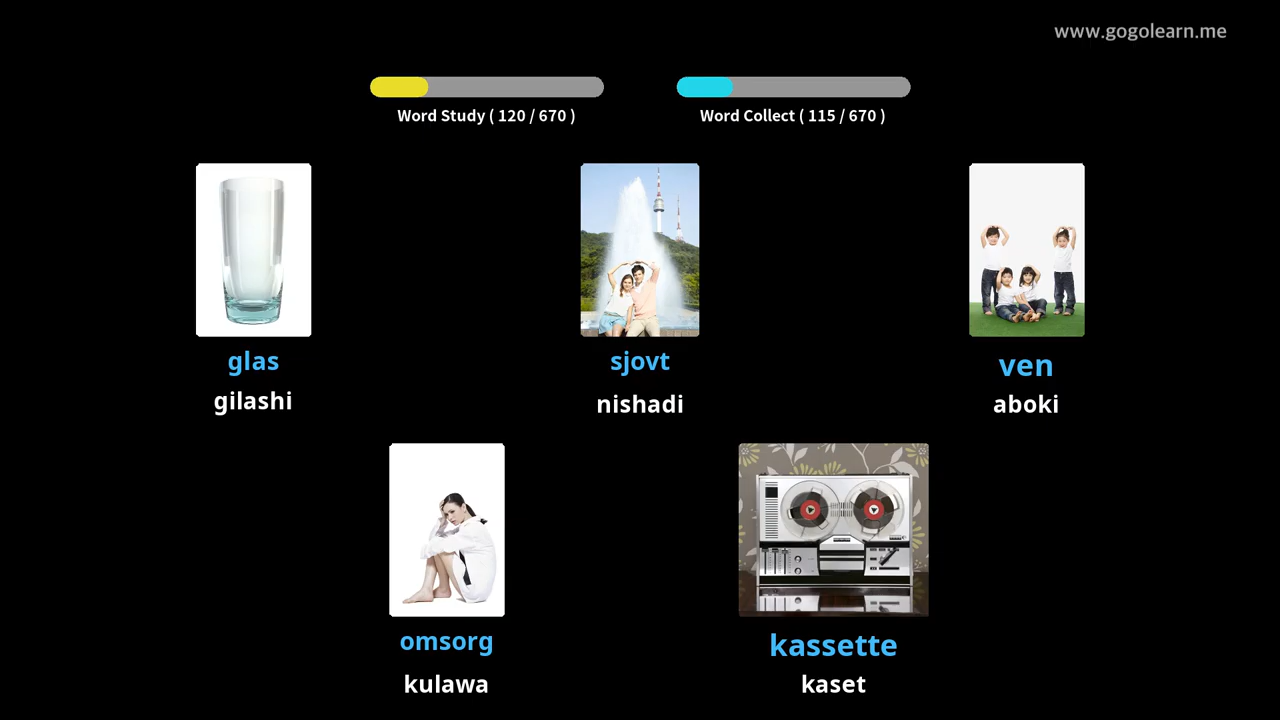 www.gogolearn.me
Word Study ( 120 / 670 )
Word Collect ( 115 / 670 )
glas
gilashi
sjovt
nishadi
ven
aboki
omsorg
kulawa
kassette
kaset